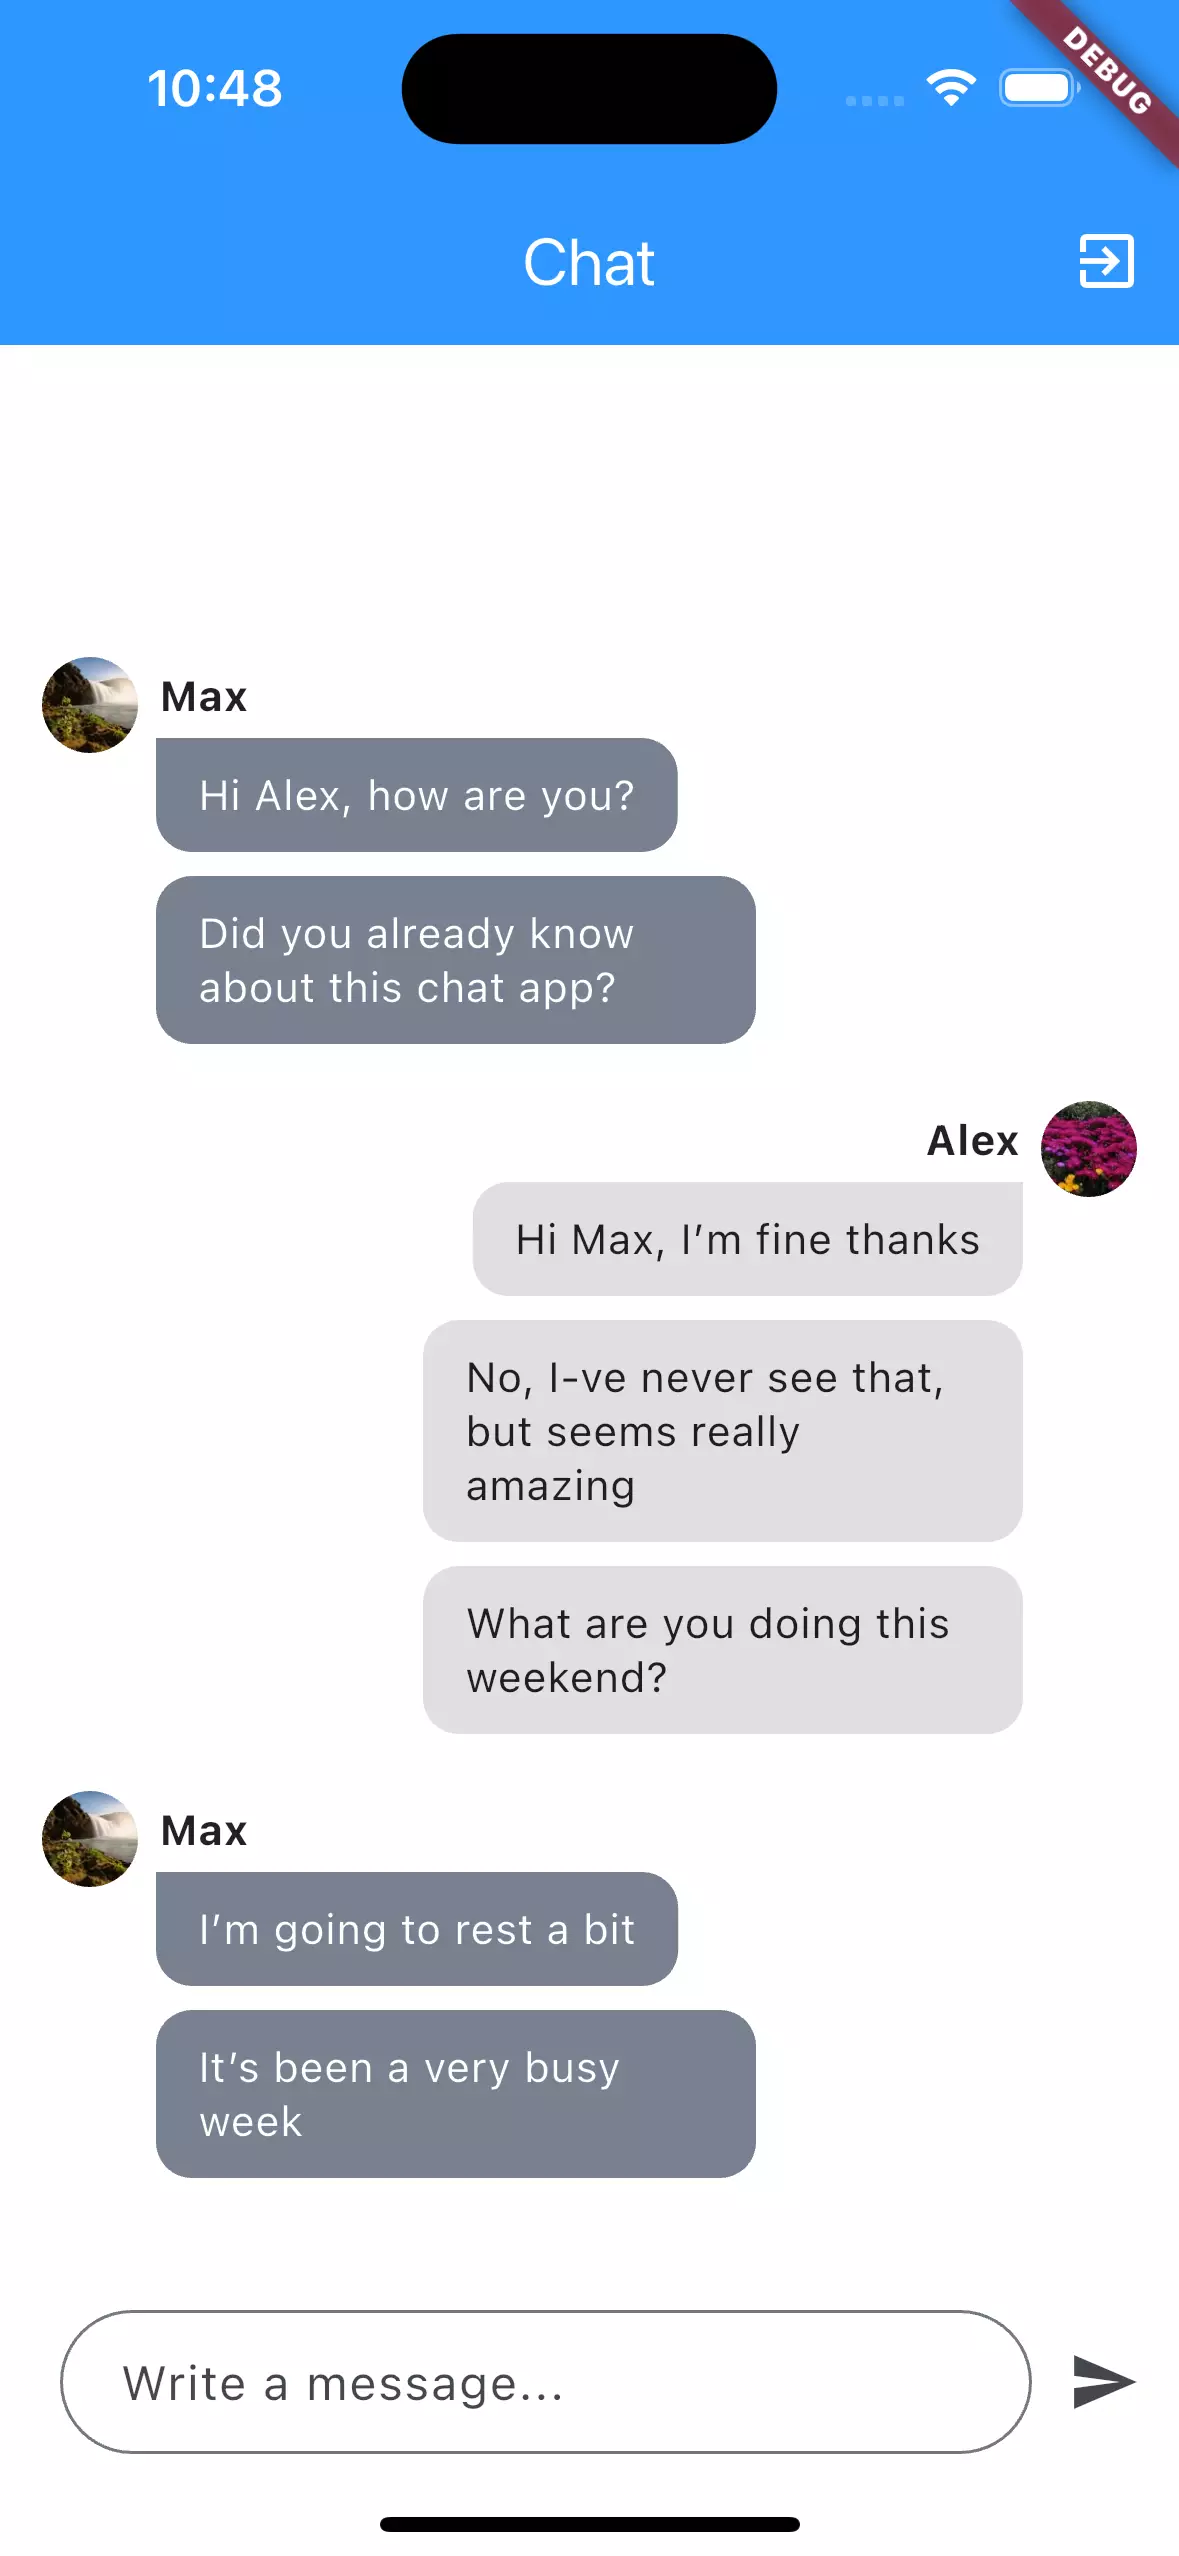 10:48
DEBUG
Chat
Max
Hi Alex, how are you?
Did you already know
about this chat app?
Alex
Hi Max, I’m fine thanks
No, I-ve never see that,
but seems really
amazing
What are you doing this
weekend?
Max
I’m going to rest a bit
It’s been a very busy
week
Write a message...